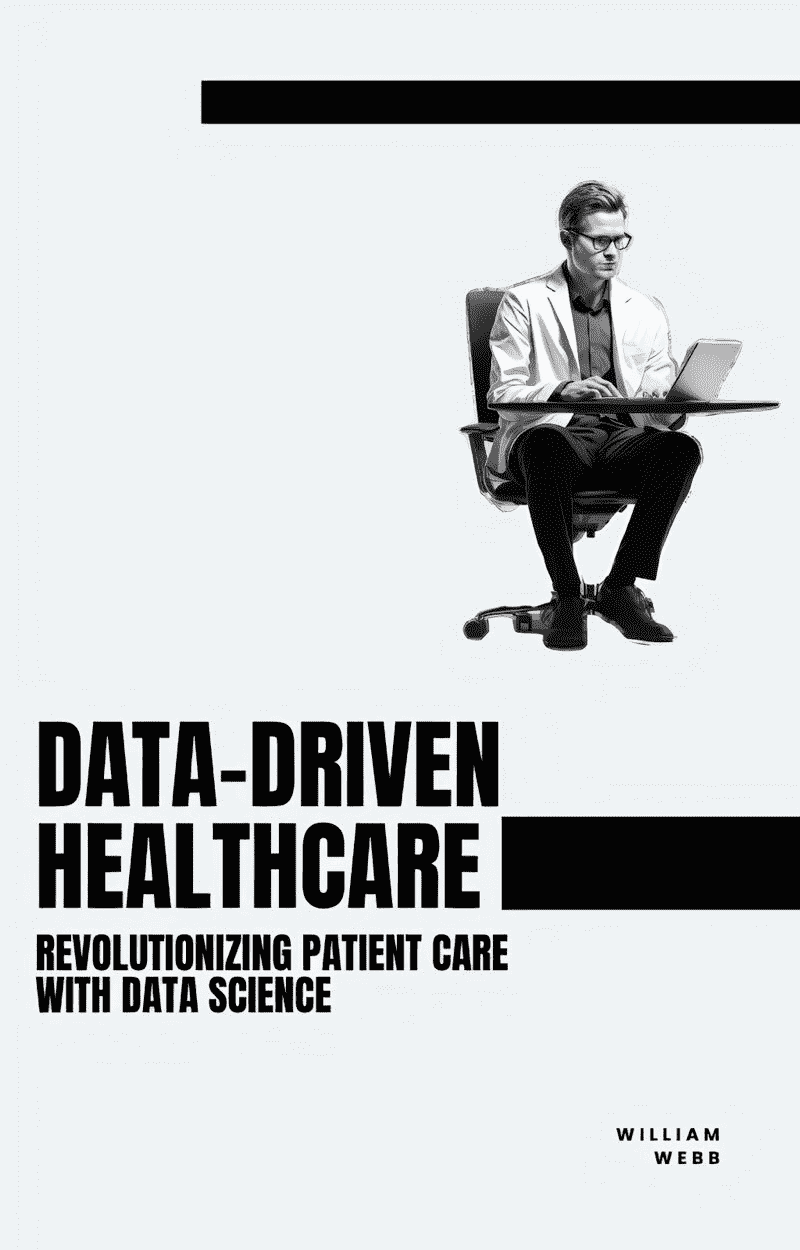 DATA-DRIVEN
HEALTHCARE
REVOLUTIONIZING PATIENT CARE
WITH DATA SCIENCE
WILLIAM
WEBB